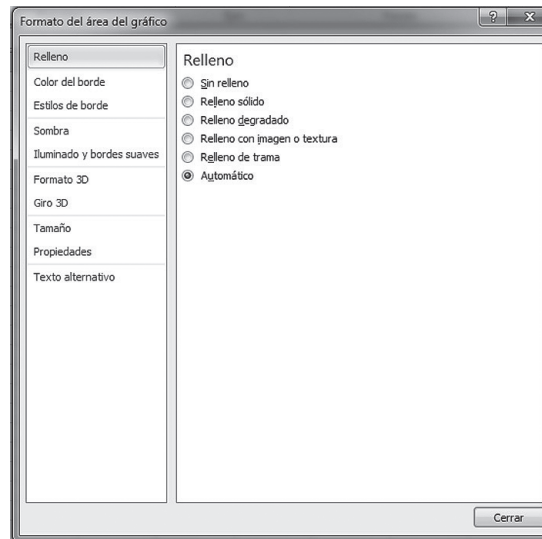 Formato del área del gráfico
Relleno
Color del borde
Estilos de borde
Sombra
Iluminado y bordes suaves
Formato 3D
Giro 3D
Tamaño
Propiedades
Texto alternativo
Relleno
Sin relleno
Relleno sólido
Relleno degradado
Relleno con imagen o textura
Relleno de trama
Automático
Cerrar